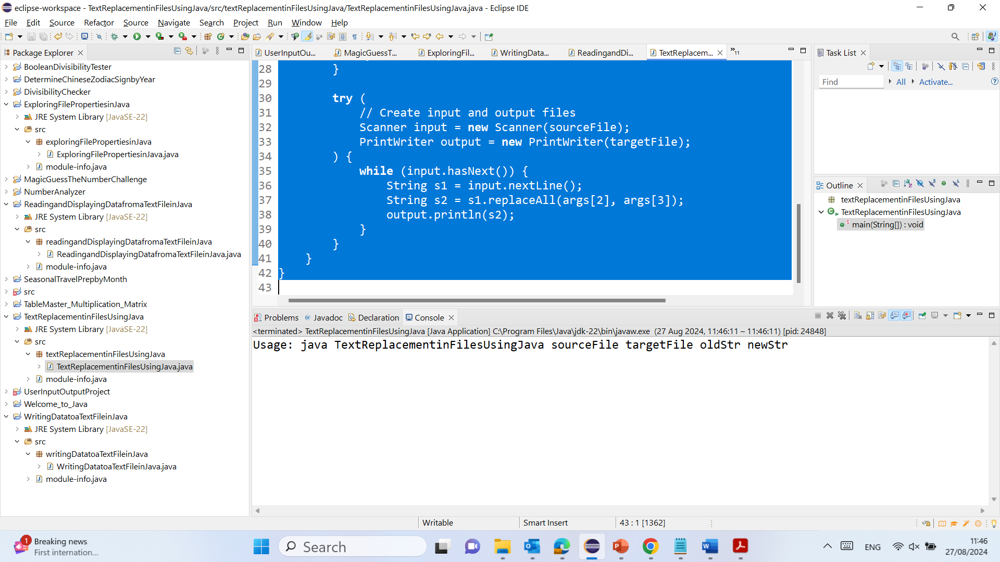 eclipse-workspace - TextReplacementinFilesUsingJava/src/textReplacementinFilesUsingJava/TextReplacementinFilesUsingJava.java - Eclipse IDE
File Edit Source Refactor Source Navigate Search Project Run Window Help
Package Explorer
BooleanDivisibilityTester
DetermineChineseZodiacSignbyYear
DivisibilityChecker
ExploringFilePropertiesinJava
JRE System Library [JavaSE-22]
src
exploringFilePropertiesinJava
ExploringFilePropertiesinJava.java
module-info.java
MagicGuessTheNumberChallenge
NumberAnalyzer
ReadingandDisplayingDatafromaTextFileinJava
JRE System Library [JavaSE-22]
src
readingandDisplayingDatafromaTextFileinJava
ReadingandDisplayingDatafromaTextFileinJava.java
module-info.java
SeasonalTravelPrepbyMonth
src
TableMaster_Multiplication_Matrix
TextReplacementinFilesUsingJava
JRE System Library [JavaSE-22]
src
textReplacementinFilesUsingJava
TextReplacementinFilesUsingJava.java
module-info.java
UserInputOutputProject
Welcome_to_Java
WritingDatatoaTextFileinJava
JRE System Library [JavaSE-22]
src
writingDatatoaTextFileinJava
WritingDatatoaTextFileinJava.java
module-info.java
UserInputOu... MagicGuessT... ExploringFil... WritingData... ReadingandDi... TextReplacem... »11
28 }
29
30 try (
31 // Create input and output files
32 Scanner input = new Scanner(sourceFile);
33 PrintWriter output = new PrintWriter(targetFile);
34 ) {
35 while (input.hasNext()) {
36 String s1 = input.nextLine();
37 String s2 = s1.replaceAll(args[2], args[3]);
38 output.println(s2);
39 }
40 }
41 }
42 }
43
Task List
Find All Activate...
Outline
textReplacementinFilesUsingJava
TextReplacementinFilesUsingJava
main(String[]) : void
Problems Javadoc Declaration Console
<terminated> TextReplacementinFilesUsingJava [Java Application] C:\Program Files\Java\jdk-22\bin\javaw.exe (27 Aug 2024, 11:46:11 – 11:46:11) [pid: 24848]
Usage: java TextReplacementinFilesUsingJava sourceFile targetFile oldStr newStr
Writable Smart Insert 43 : 1 [1362]
1 Breaking news
First internation...
Search
ENG
11:46
27/08/2024